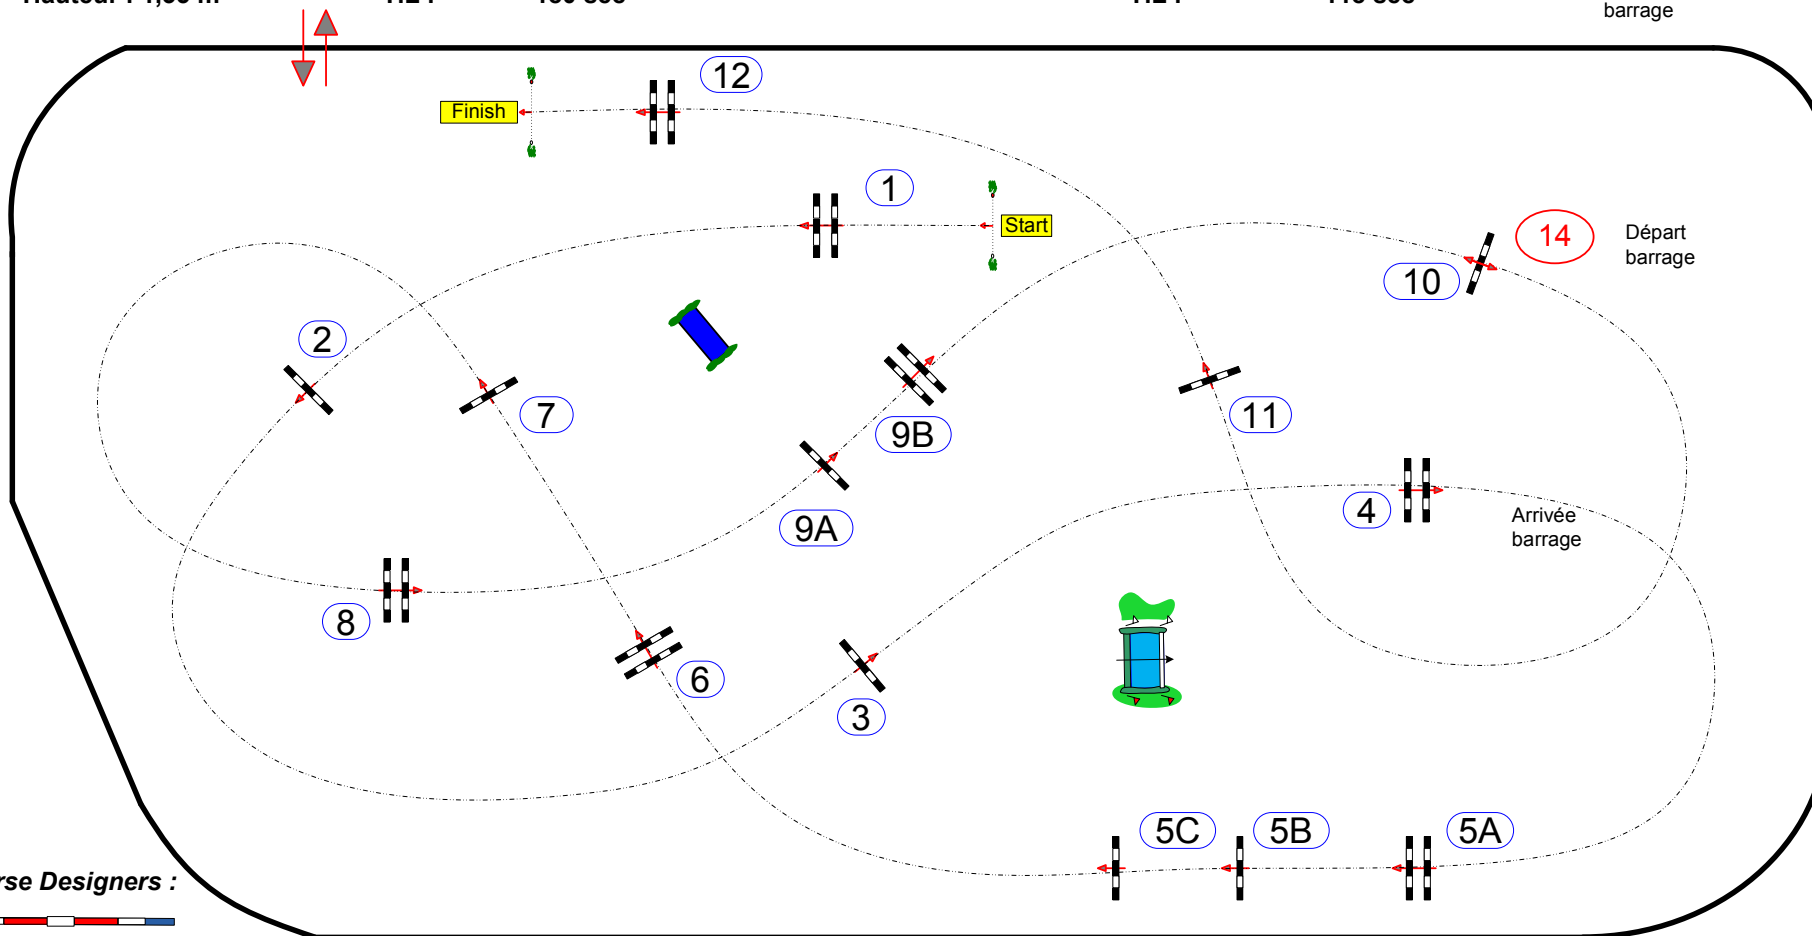 barrage
12
Finish
1
Start
14
Départ
barrage
10
2
7
11
9B
4
Arrivée
barrage
9A
8
6
3
5C
5B
5A
rse Designers :